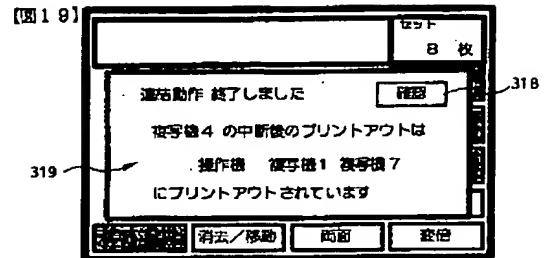 【図19】
セット
8 枚
連結動作 終了しました
確認
318
複写機4 の中断後のプリントアウトは
319
操作機 複写機1 複写機7
にプリントアウトされています
消去/移動
両面
変倍